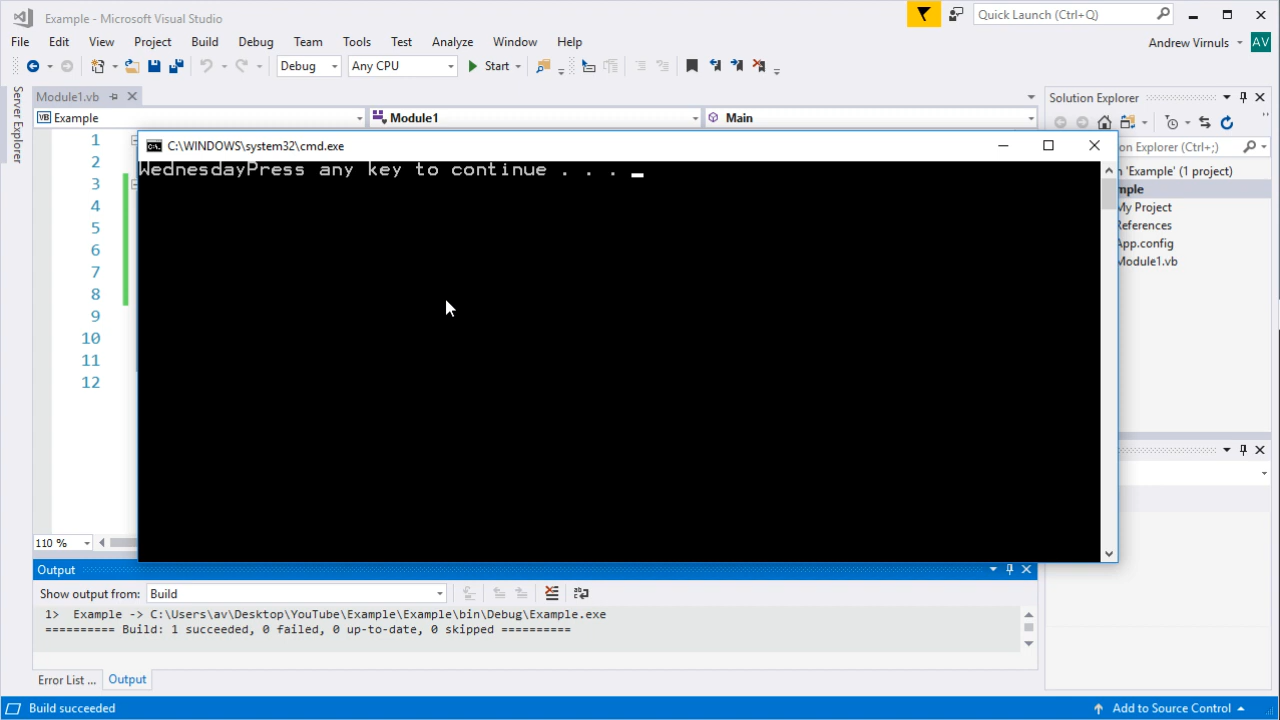 Example - Microsoft Visual Studio
Quick Launch (Ctrl+Q)
File Edit View Project Build Debug Team Tools Test Analyze Window Help
Andrew Virnuls AV
Debug Any CPU Start
Server Explorer
Module1.vb
Solution Explorer
Example Module1 Main
1
2
3
4
5
6
7
8
9
10
11
12
C:\WINDOWS\system32\cmd.exe
WednesdayPress any key to continue . . .
on Explorer (Ctrl+;)
n 'Example' (1 project)
mple
My Project
References
App.config
Module1.vb
110 %
Output
Show output from: Build
1> Example -> C:\Users\av\Desktop\YouTube\Example\Example\bin\Debug\Example.exe
========== Build: 1 succeeded, 0 failed, 0 up-to-date, 0 skipped ==========
Error List ... Output
Build succeeded
Add to Source Control